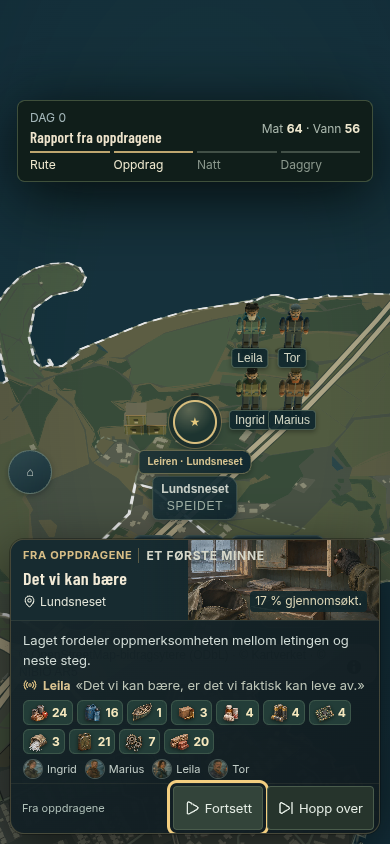 DAG 0
Rapport fra oppdragene
Mat 64 · Vann 56
Rute
Oppdrag
Natt
Daggry
Leila
Tor
Ingrid
Marius
Leiren · Lundsneset
Lundsneset
SPEIDET
FRA OPPDRAGENE
ET FØRSTE MINNE
Det vi kan bære
Lundsneset
17 % gjennomsøkt.
Laget fordeler oppmerksomheten mellom letingen og
neste steg.
Leila «Det vi kan bære, er det vi faktisk kan leve av.»
24 16 1 3 4 4 4
3 21 7 20
Ingrid Marius Leila Tor
Fra oppdragene
Fortsett
Hopp over